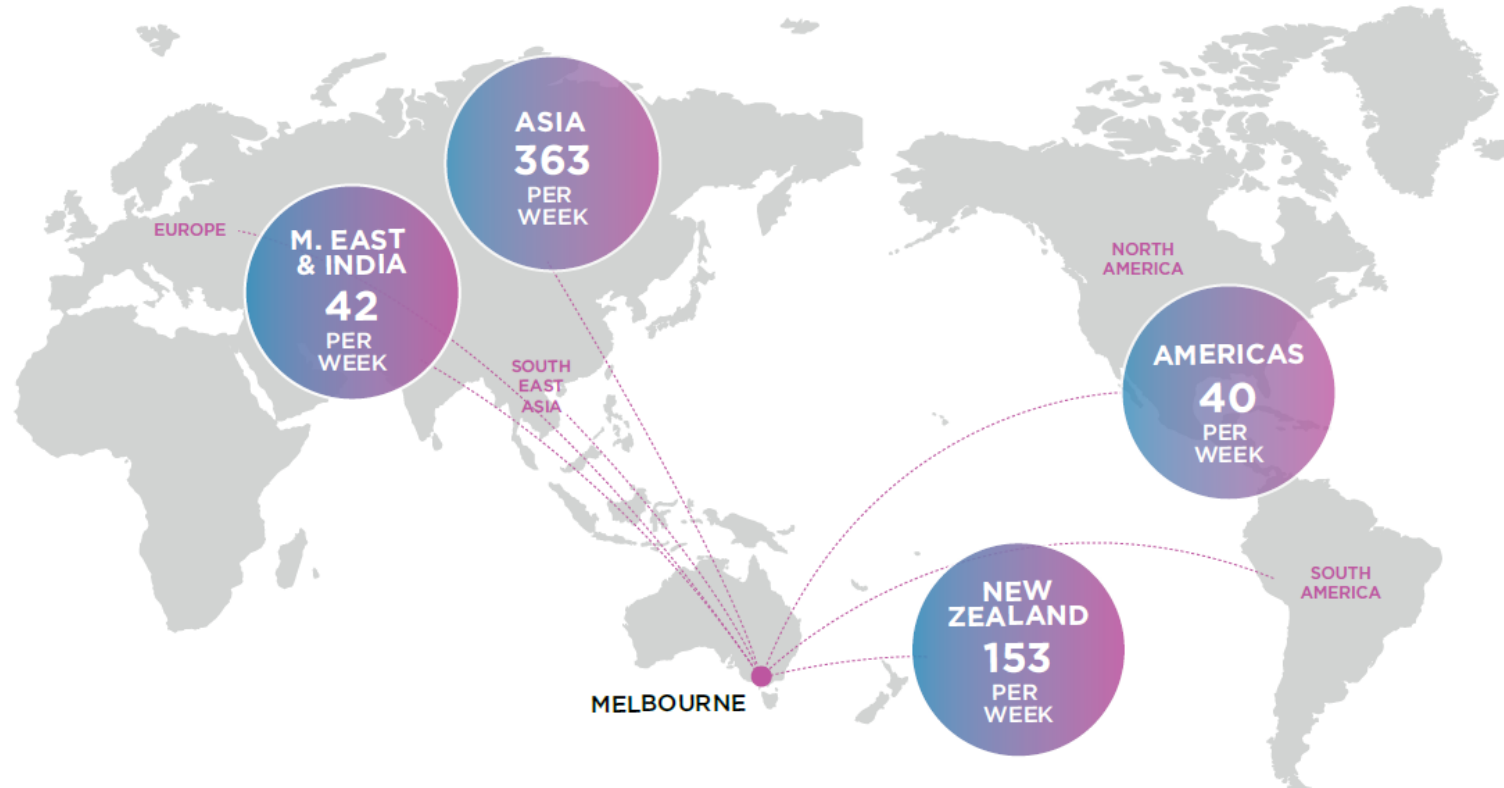 ASIA
363
PER
WEEK
EUROPE
M. EAST
& INDIA
42
PER
WEEK
NORTH
AMERICA
SOUTH
EAST
ASIA
AMERICAS
40
PER
WEEK
NEW
ZEALAND
153
PER
WEEK
SOUTH
AMERICA
MELBOURNE